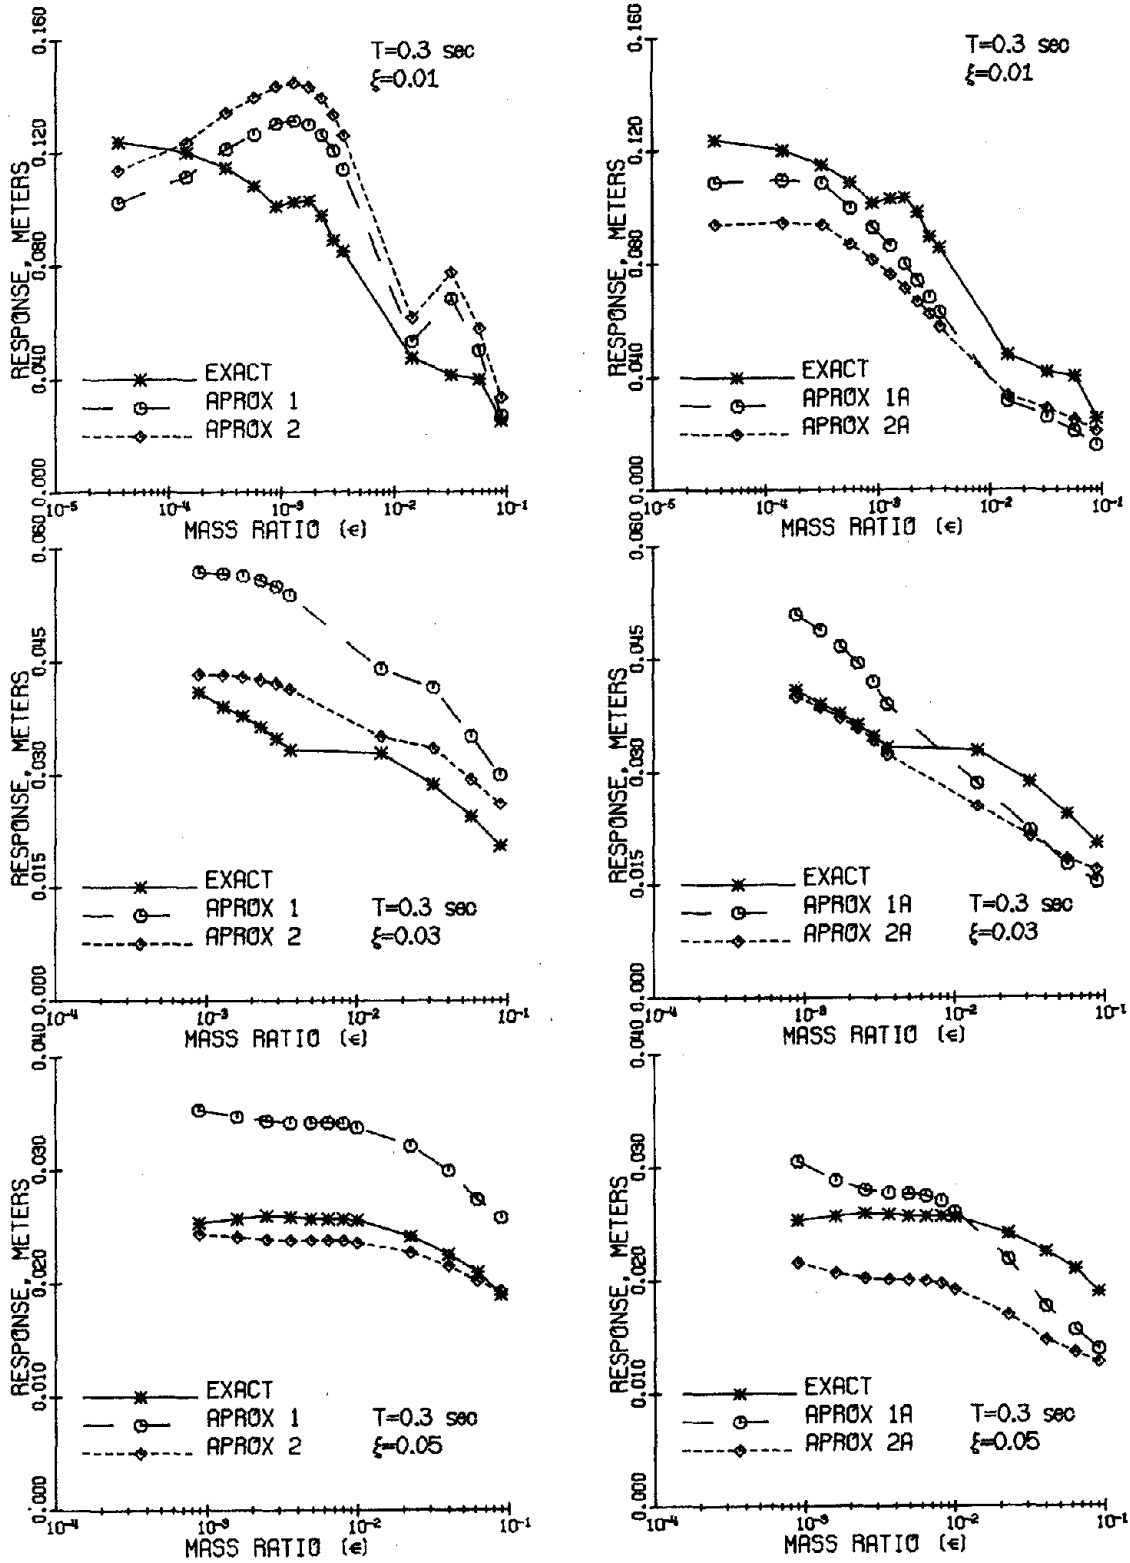 0.160
0.120
0.080
0.040
0.000
RESPONSE, METERS
T=0.3 sec
ξ=0.01
EXACT
APROX 1
APROX 2
10⁻⁵
10⁻⁴
10⁻³
10⁻²
10⁻¹
MASS RATIO (ϵ)
0.160
0.120
0.080
0.040
0.000
RESPONSE, METERS
T=0.3 sec
ξ=0.01
EXACT
APROX 1A
APROX 2A
10⁻⁵
10⁻⁴
10⁻³
10⁻²
10⁻¹
MASS RATIO (ϵ)
0.060
0.045
0.030
0.015
0.000
RESPONSE, METERS
EXACT
APROX 1
APROX 2
T=0.3 sec
ξ=0.03
10⁻⁴
10⁻³
10⁻²
10⁻¹
MASS RATIO (ϵ)
0.060
0.045
0.030
0.015
0.000
RESPONSE, METERS
EXACT
APROX 1A
APROX 2A
T=0.3 sec
ξ=0.03
10⁻⁴
10⁻³
10⁻²
10⁻¹
MASS RATIO (ϵ)
0.040
0.030
0.020
0.010
0.000
RESPONSE, METERS
EXACT
APROX 1
APROX 2
T=0.3 sec
ξ=0.05
10⁻⁴
10⁻³
10⁻²
10⁻¹
MASS RATIO (ϵ)
0.040
0.030
0.020
0.010
0.000
RESPONSE, METERS
EXACT
APROX 1A
APROX 2A
T=0.3 sec
ξ=0.05
10⁻⁴
10⁻³
10⁻²
10⁻¹
MASS RATIO (ϵ)